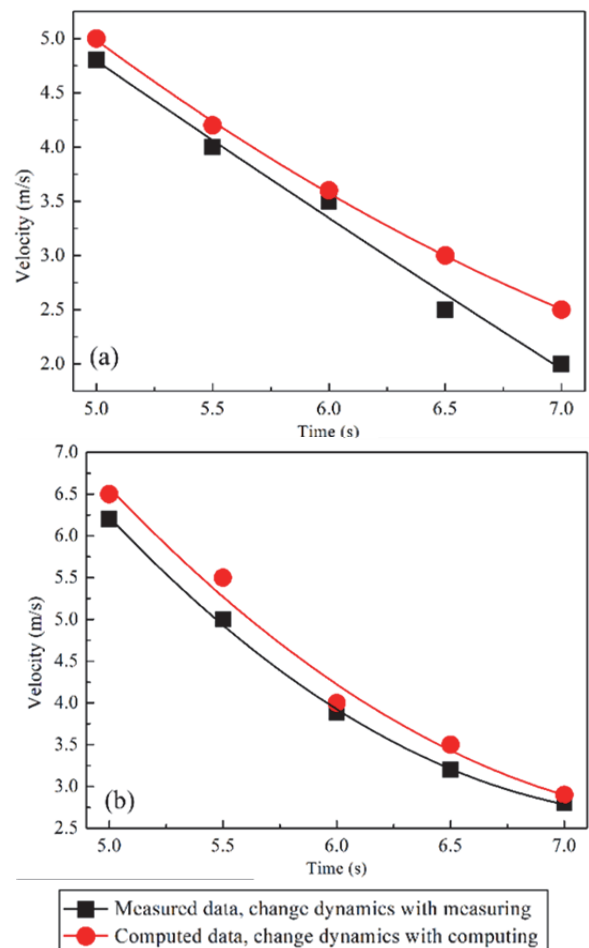 5.0
4.5
4.0
3.5
3.0
2.5
2.0
Velocity (m/s)
(a)
5.0 5.5 6.0 6.5 7.0
Time (s)
7.0
6.5
6.0
5.5
5.0
4.5
4.0
3.5
3.0
2.5
Velocity (m/s)
(b)
5.0 5.5 6.0 6.5 7.0
Time (s)
Measured data, change dynamics with measuring
Computed data, change dynamics with computing